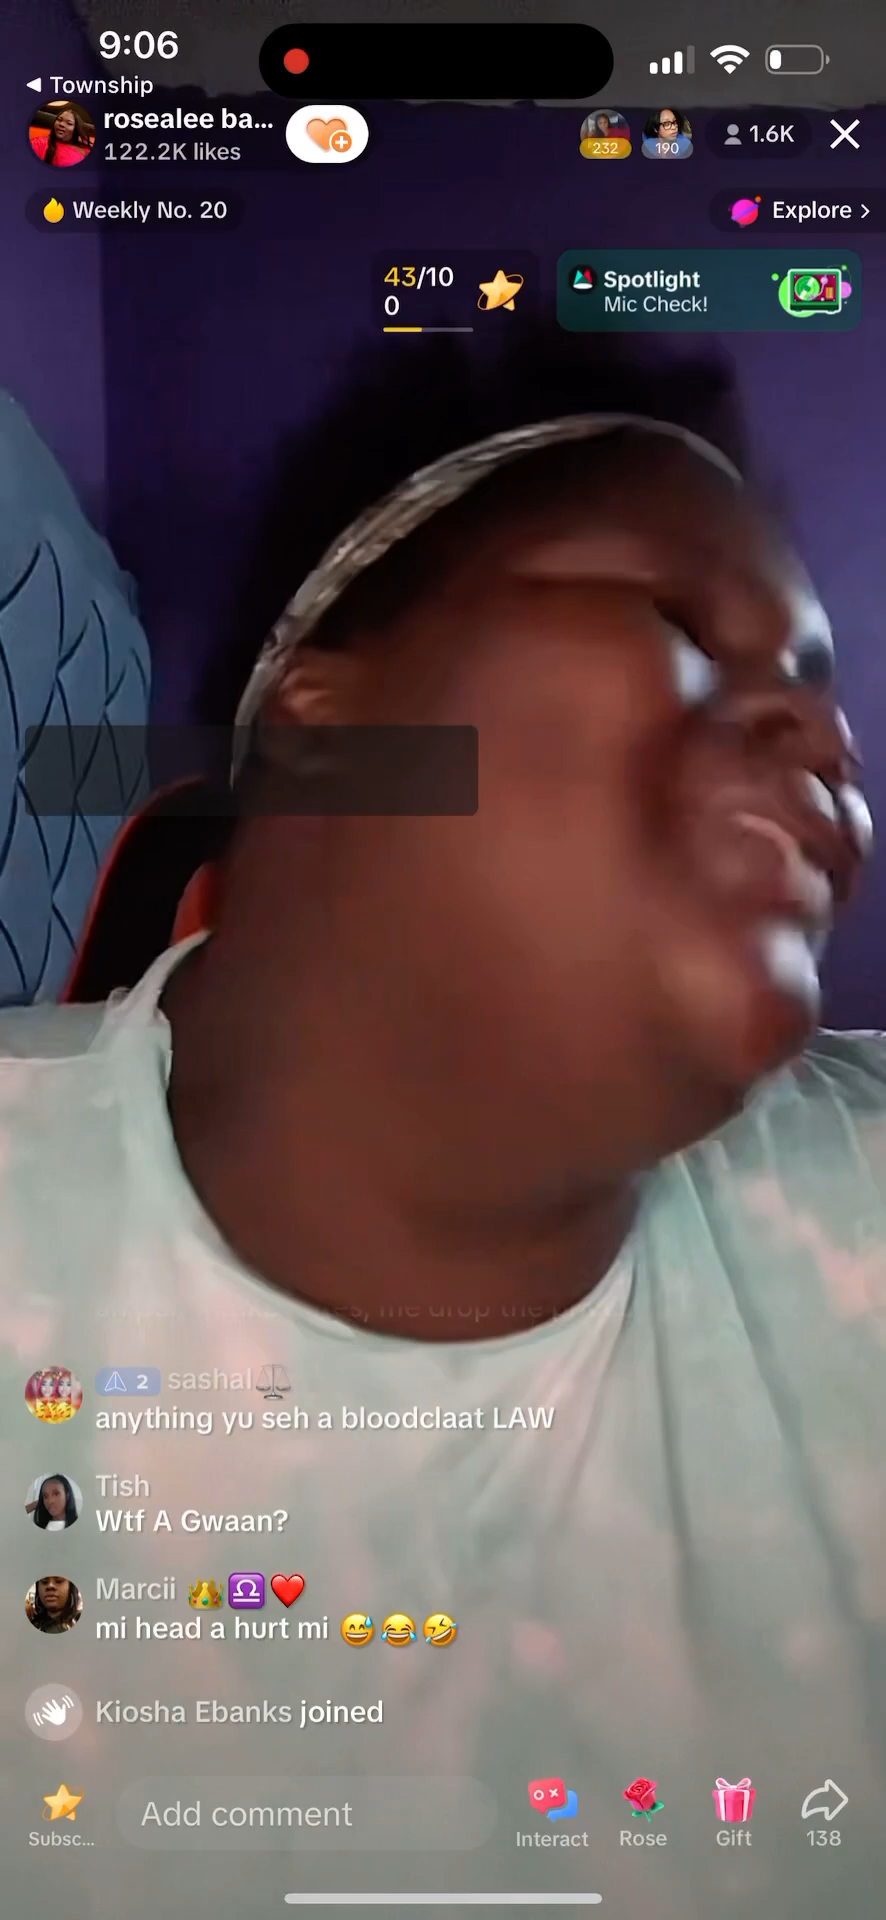 9:06
Township
rosealee ba...
122.2K likes
232
190
1.6K
Weekly No. 20
Explore
43/10
0
Spotlight
Mic Check!
2 sashal
anything yu seh a bloodclaat LAW
Tish
Wtf A Gwaan?
Marcii 👑♎❤️
mi head a hurt mi 😅😂🤣
Kiosha Ebanks joined
Add comment
Subsc...
Interact
Rose
Gift
138